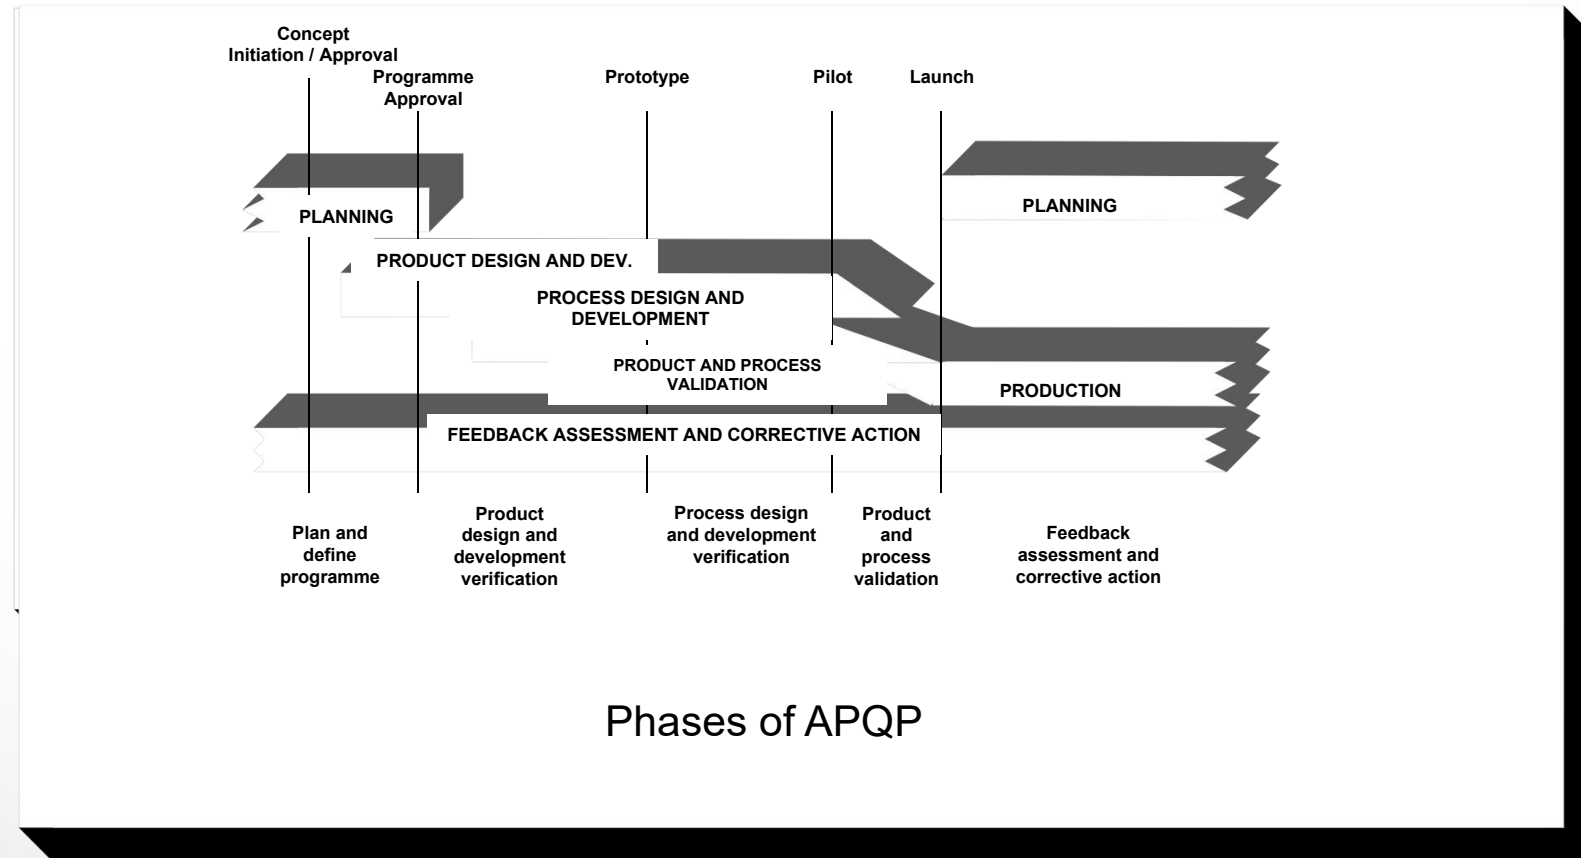 Concept
Initiation / Approval
Programme
Approval
Prototype
Pilot
Launch
PLANNING
PLANNING
PRODUCT DESIGN AND DEV.
PROCESS DESIGN AND
DEVELOPMENT
PRODUCT AND PROCESS
VALIDATION
PRODUCTION
FEEDBACK ASSESSMENT AND CORRECTIVE ACTION
Plan and
define
programme
Product
design and
development
verification
Process design
and development
verification
Product
and
process
validation
Feedback
assessment and
corrective action
Phases of APQP